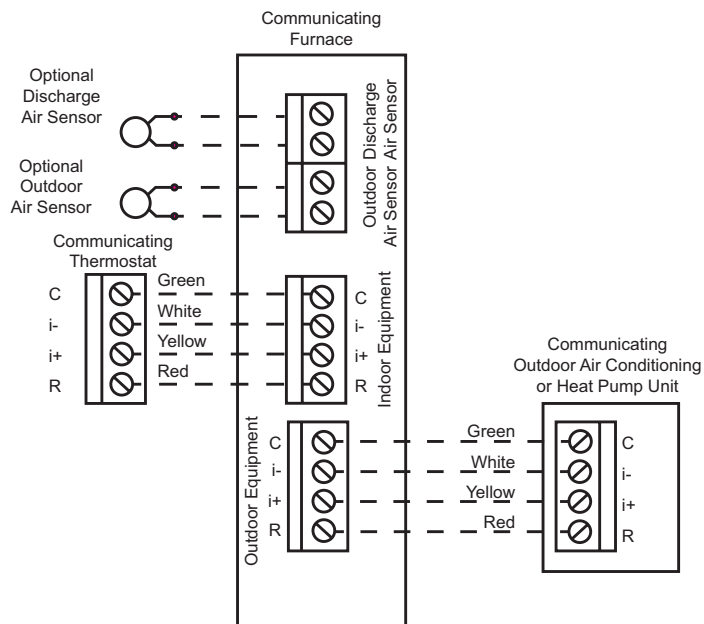 Communicating
Furnace
Optional
Discharge
Air Sensor
Outdoor Discharge
Air Sensor Air Sensor
Optional
Outdoor
Air Sensor
Communicating
Thermostat
C
i-
i+
R
Green
White
Yellow
Red
C
i-
i+
R
Indoor Equipment
Outdoor Equipment
C
i-
i+
R
Green
White
Yellow
Red
Communicating
Outdoor Air Conditioning
or Heat Pump Unit
C
i-
i+
R